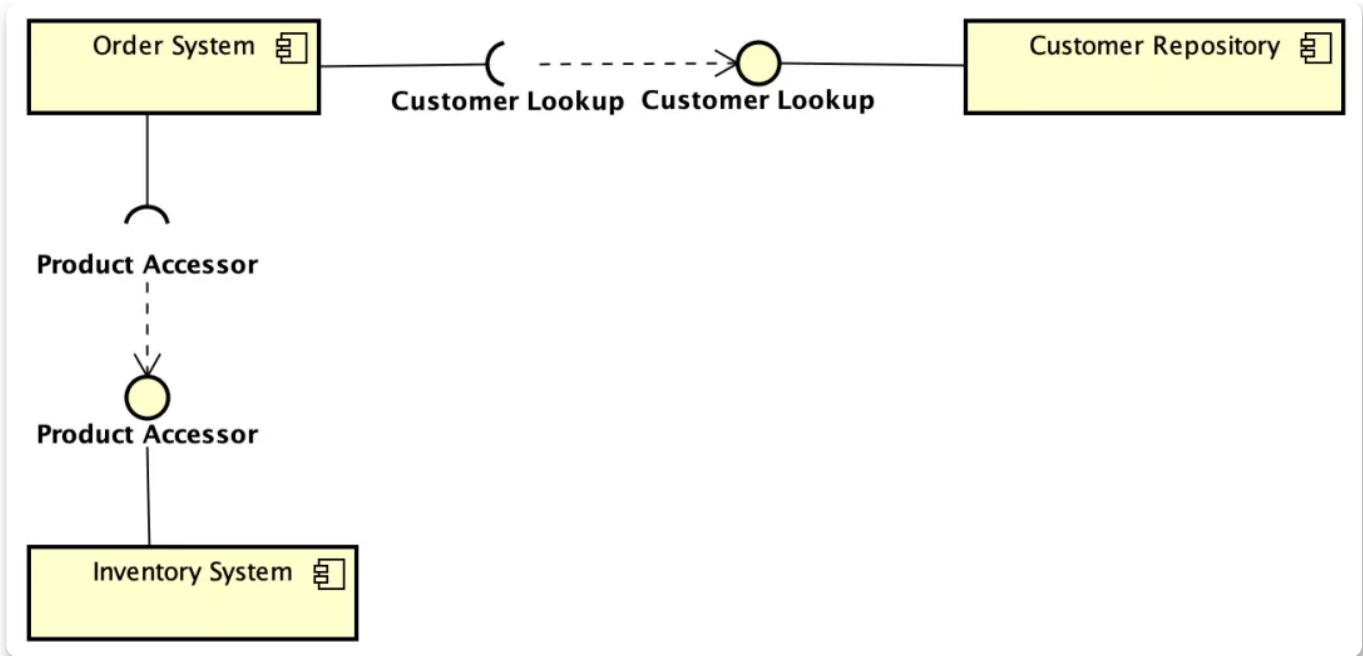 Order System
Customer Repository
Customer Lookup
Customer Lookup
Product Accessor
Product Accessor
Inventory System